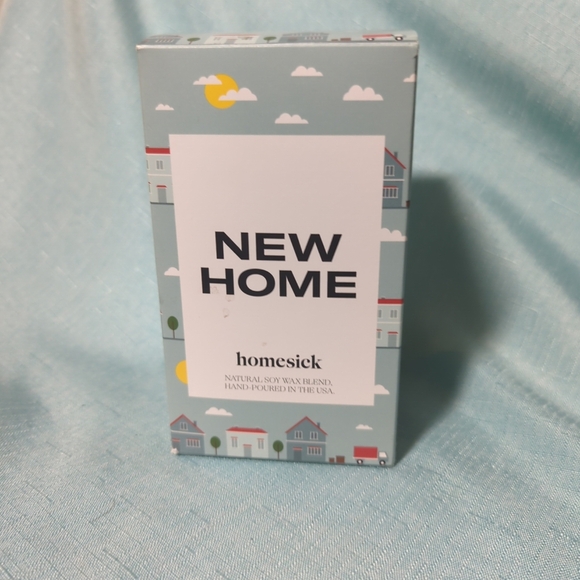 NEW
HOME
homesick
NATURAL SOY WAX BLEND,
HAND-POURED IN THE USA.